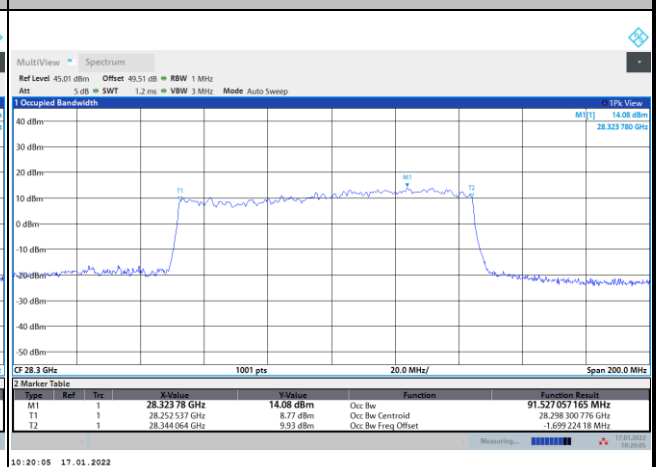 MultiView Spectrum
Ref Level 45.01 dBm Offset 49.51 dB RBW 1 MHz
Att 5 dB SWT 1.2 ms VBW 3 MHz Mode Auto Sweep
1 Occupied Bandwidth 1Pk View
M1[1] 14.08 dBm
28.323 780 GHz
40 dBm
30 dBm
20 dBm
M1
T1
T2
10 dBm
0 dBm
-10 dBm
-20 dBm
-30 dBm
-40 dBm
-50 dBm
CF 28.3 GHz 1001 pts 20.0 MHz/ Span 200.0 MHz
2 Marker Table
Type Ref Trc X-Value Y-Value Function Function Result
M1 1 28.323 78 GHz 14.08 dBm Occ Bw 91.527 057 165 MHz
T1 1 28.252 537 GHz 8.77 dBm Occ Bw Centroid 28.298 300 776 GHz
T2 1 28.344 064 GHz 9.93 dBm Occ Bw Freq Offset -1.699 224 18 MHz
Measuring... 17.01.2022
10:20:05
10:20:05 17.01.2022